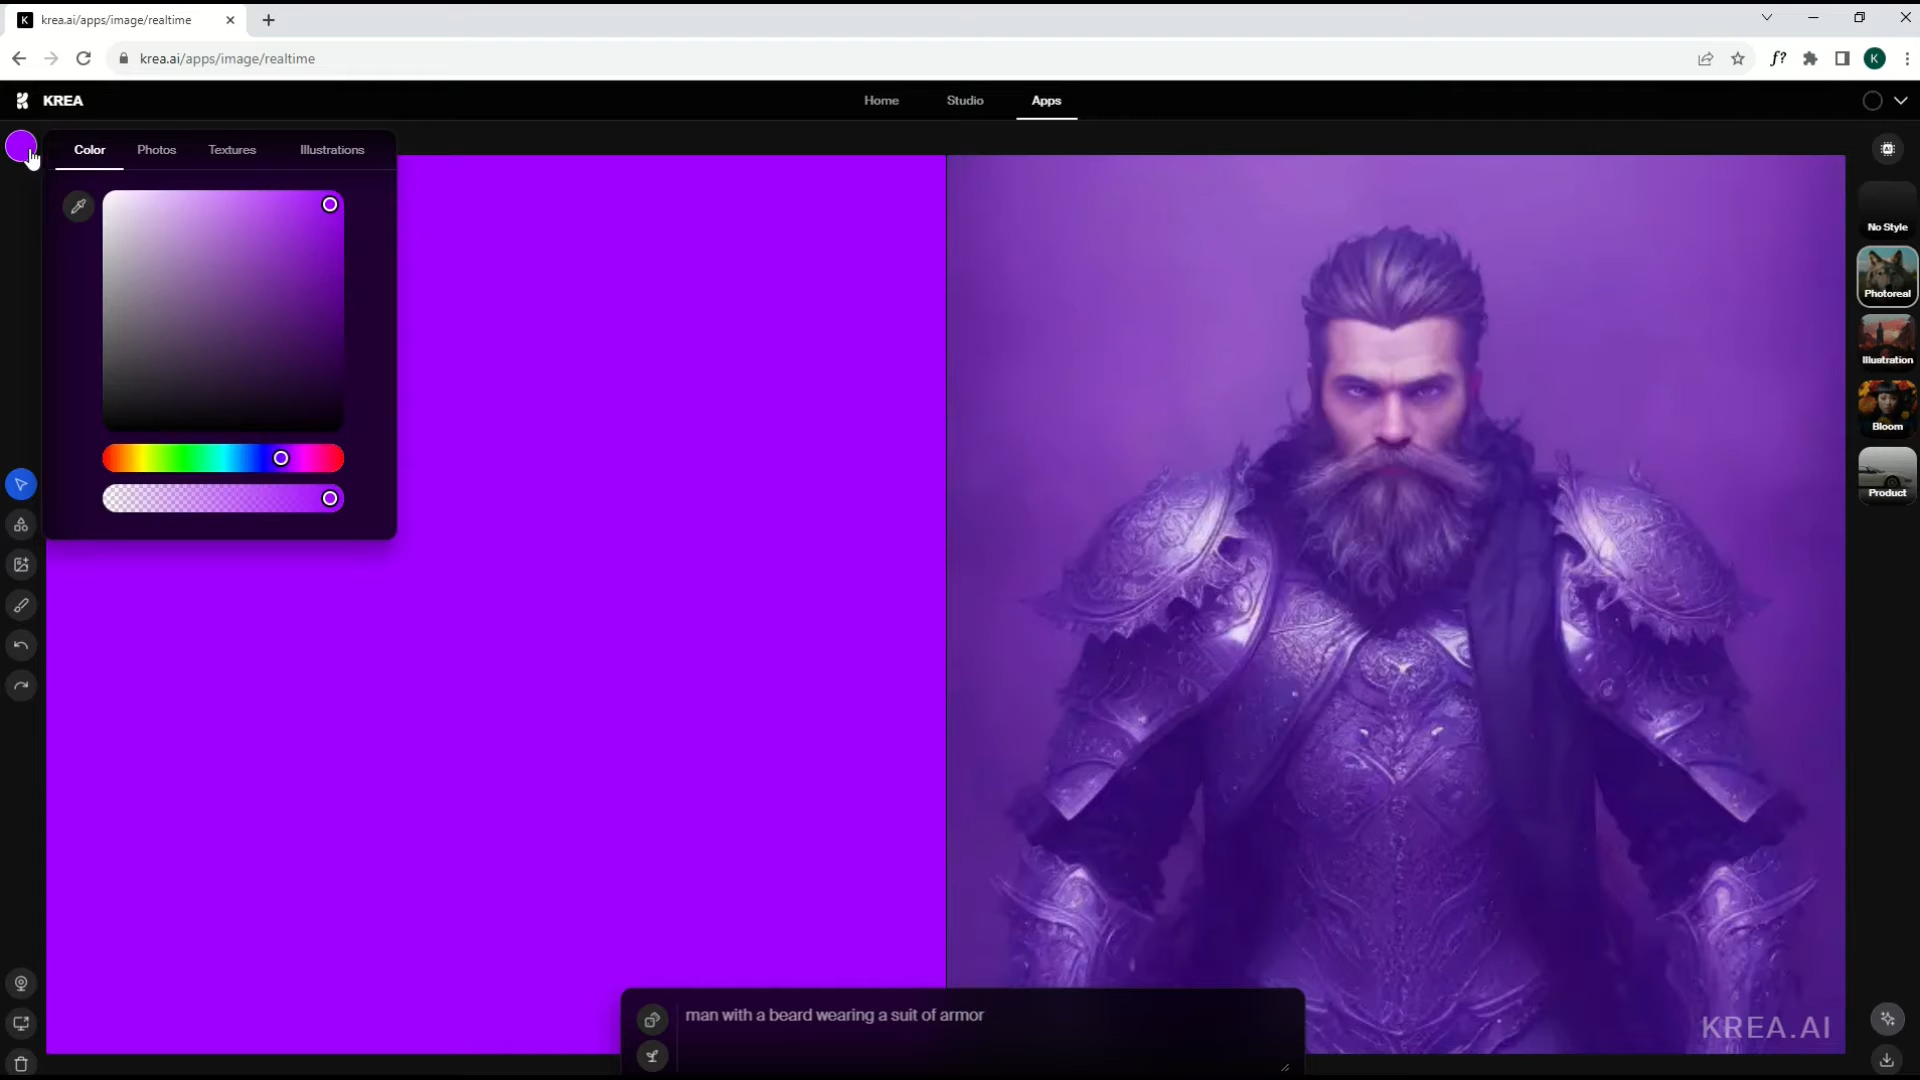 K krea.ai/apps/image/realtime
krea.ai/apps/image/realtime
f?
K
KREA
Home
Studio
Apps
Color
Photos
Textures
Illustrations
No Style
Photoreal
Illustration
Bloom
Product
man with a beard wearing a suit of armor
KREA.AI